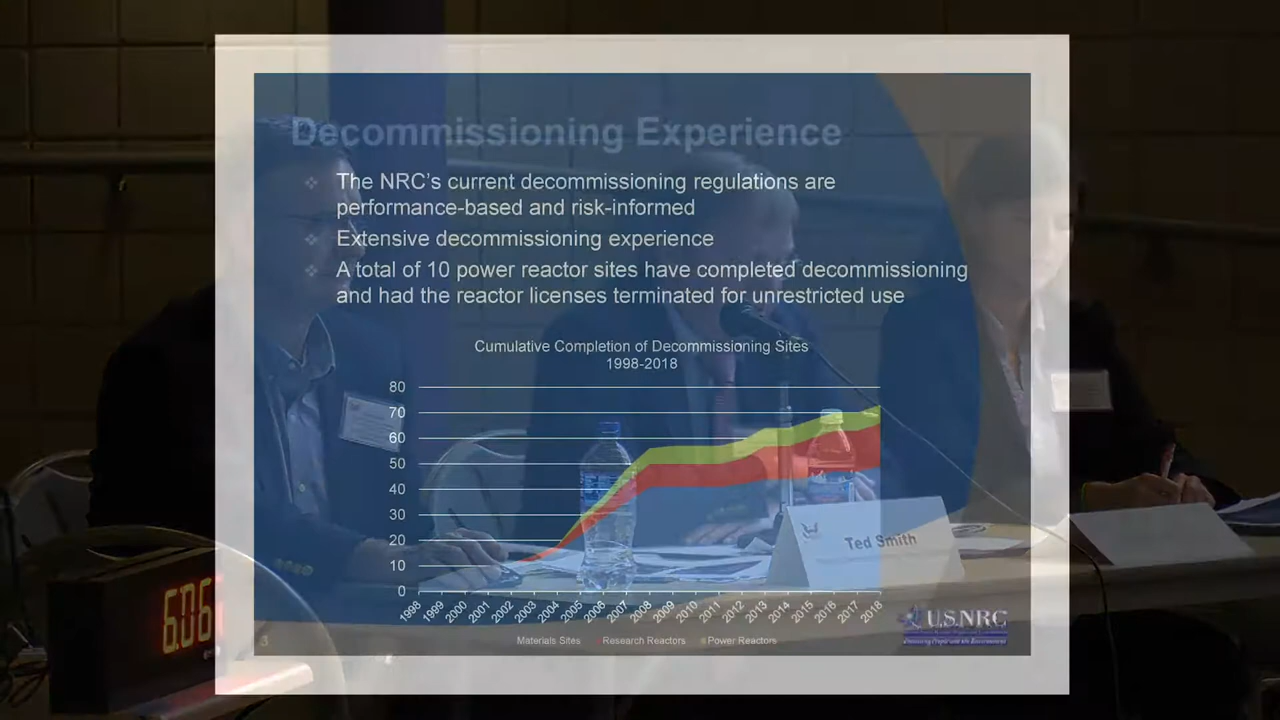 Decommissioning Experience
The NRC's current decommissioning regulations are
performance-based and risk-informed
Extensive decommissioning experience
A total of 10 power reactor sites have completed decommissioning
and had the reactor licenses terminated for unrestricted use
Cumulative Completion of Decommissioning Sites
1998-2018
80
70
60
50
40
30
20
10
0
1998 1999 2000 2001 2002 2003 2004 2005 2006 2007 2008 2009 2010 2011 2012 2013 2014 2015 2016 2017 2018
Materials Sites Research Reactors Power Reactors
3
U.S.NRC
Ted Smith
6:06